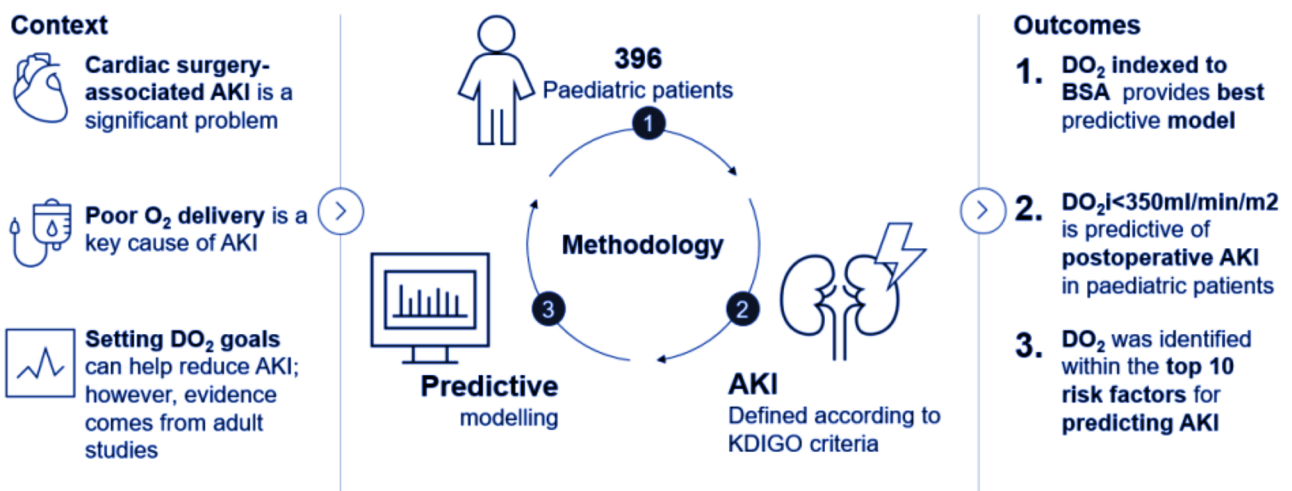 Context
Cardiac surgery-
associated AKI is a
significant problem
Poor O₂ delivery is a
key cause of AKI
Setting DO₂ goals
can help reduce AKI;
however, evidence
comes from adult
studies
396
Paediatric patients
1
Methodology
2
3
AKI
Defined according to
KDIGO criteria
Predictive
modelling
Outcomes
1. DO₂ indexed to
BSA provides best
predictive model
2. DO₂i<350ml/min/m2
is predictive of
postoperative AKI
in paediatric patients
3. DO₂ was identified
within the top 10
risk factors for
predicting AKI